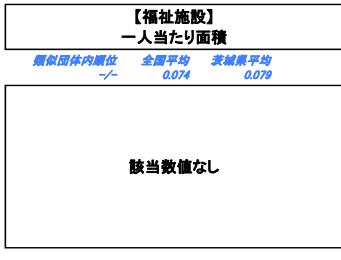 【福祉施設】
一人当たり面積
類似団体内順位 全国平均 茨城県平均
-/- 0.074 0.079
該当数値なし